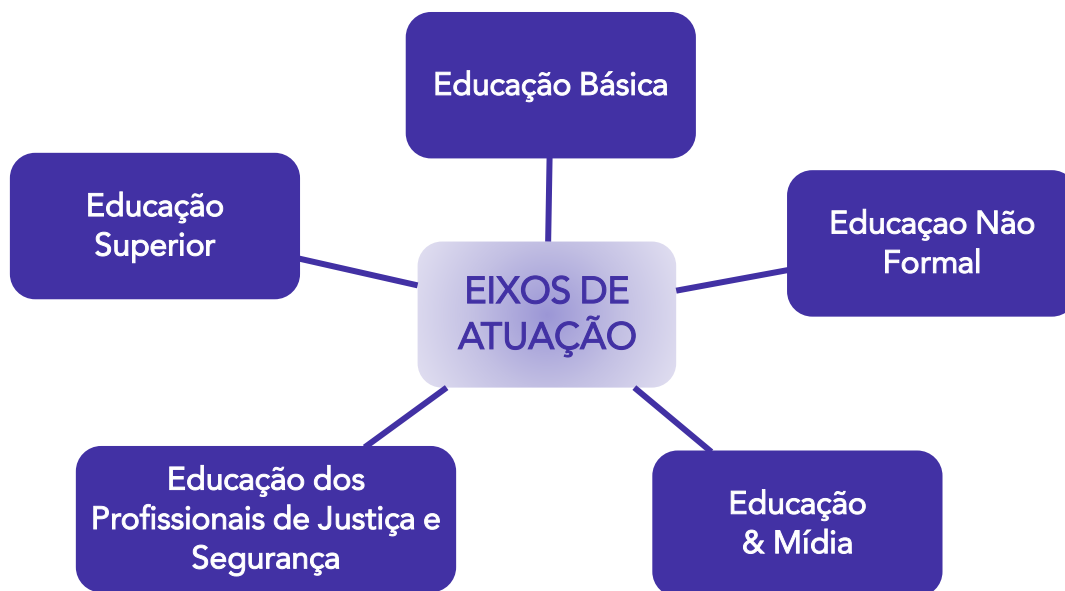 Educação Básica
Educação
Superior
Educaçao Não
Formal
EIXOS DE
ATUAÇÃO
Educação dos
Profissionais de Justiça e
Segurança
Educação
& Mídia